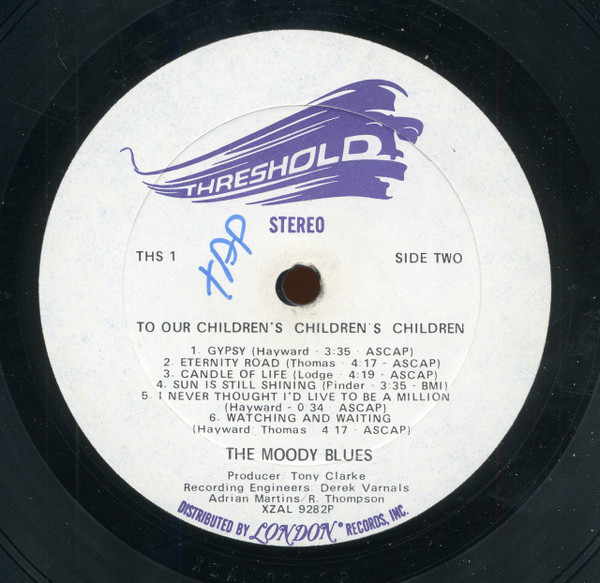 THRESHOLD
STEREO
THS 1
SIDE TWO
TO OUR CHILDREN'S CHILDREN'S CHILDREN
1. GYPSY (Hayward - 3:35 - ASCAP)
2. ETERNITY ROAD (Thomas - 4:17 - ASCAP)
3. CANDLE OF LIFE (Lodge - 4:19 - ASCAP)
4. SUN IS STILL SHINING (Pinder - 3:35 - BMI)
5. I NEVER THOUGHT I'D LIVE TO BE A MILLION
(Hayward - 0:34 - ASCAP)
6. WATCHING AND WAITING
(Hayward Thomas 4 17 - ASCAP)
THE MOODY BLUES
Producer: Tony Clarke
Recording Engineers: Derek Varnals
Adrian Martins/R. Thompson
XZAL 9282P
DISTRIBUTED BY LONDON® RECORDS, INC.